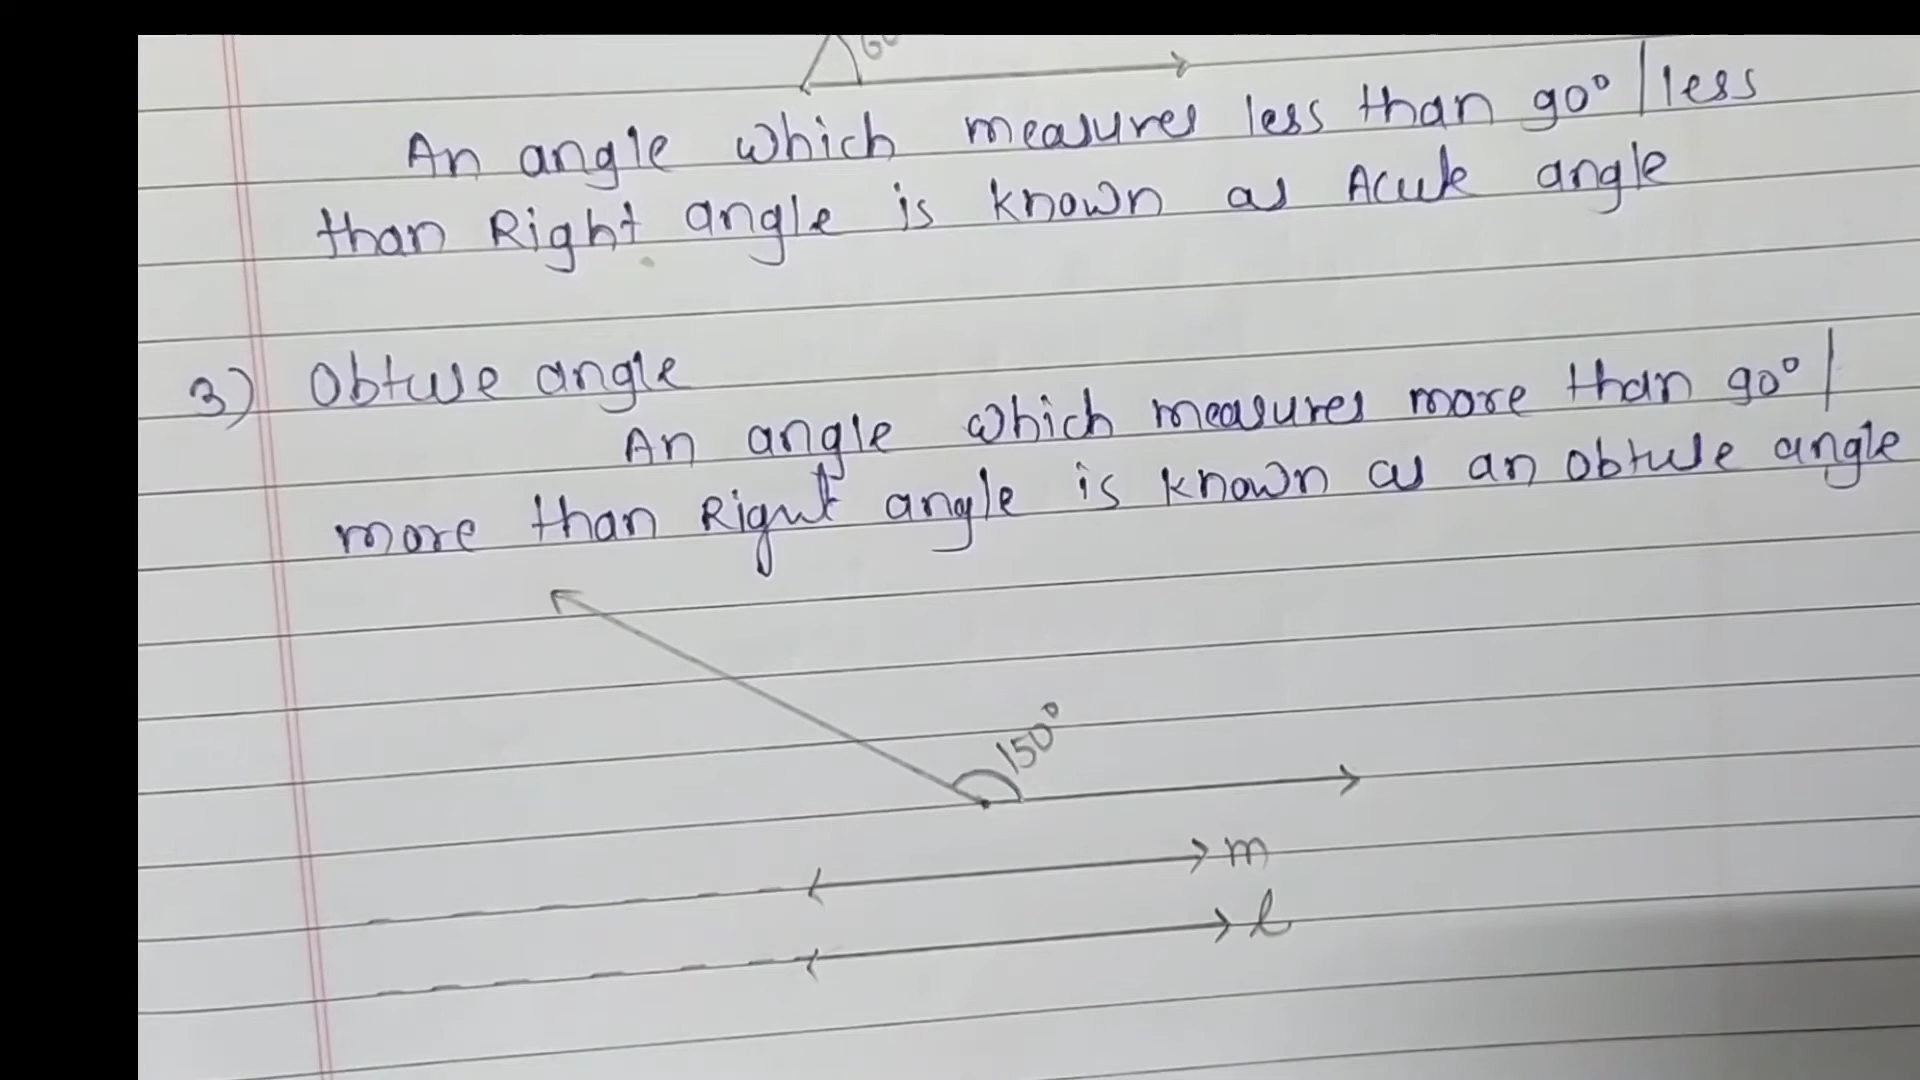 60
An angle which measures less than 90° / less
than Right angle is known as Acute angle
3) Obtuse angle
An angle which measures more than 90° /
more than Right angle is known as an obtuse angle
150°
m
l